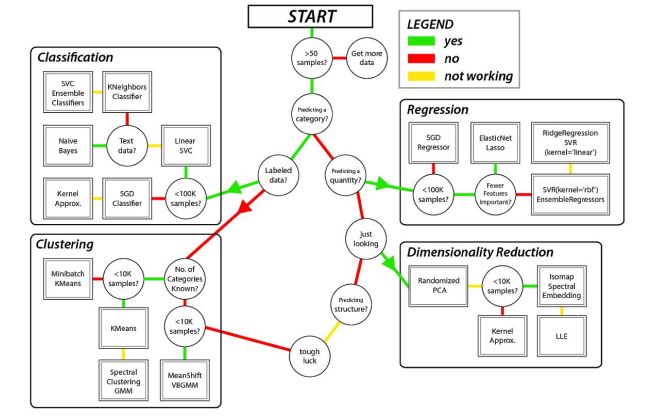 START
LEGEND
yes
no
not working
>50
samples?
Get more
data
Predicting a
category?
Labeled
data?
Predicting a
quantity?
just
looking
Predicting
structure?
tough
luck
Classification
SVC
Ensemble
Classifiers
KNeighbors
Classifier
Naive
Bayes
Text
data?
Linear
SVC
Kernel
Approx.
SGD
Classifier
<100K
samples?
Regression
SGD
Regressor
ElasticNet
Lasso
RidgeRegression
SVR
(kernel='linear')
<100K
samples?
Fewer
Features
Important?
SVR(kernel='rbf')
EnsembleRegressors
Clustering
Minibatch
KMeans
<10K
samples?
No. of
Categories
Known?
KMeans
<10K
samples?
Spectral
Clustering
GMM
MeanShift
VBGMM
Dimensionality Reduction
Randomized
PCA
<10K
samples?
Isomap
Spectral
Embedding
Kernel
Approx.
LLE